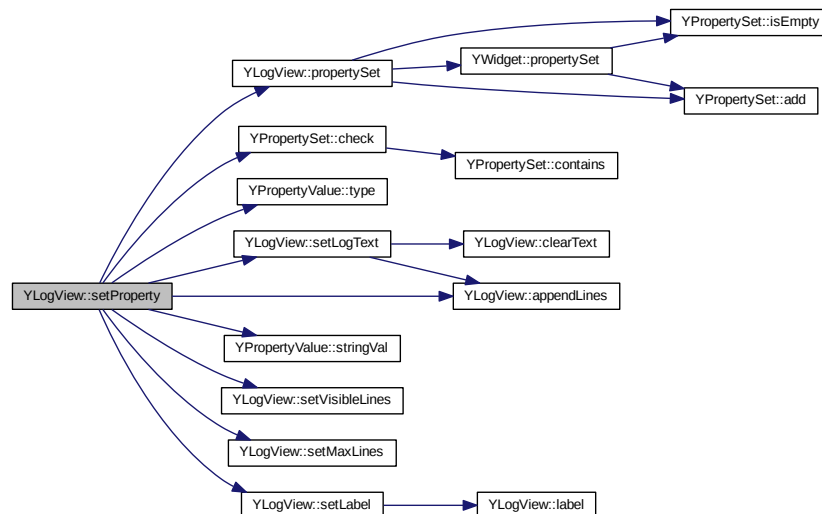 YPropertySet::isEmpty
YWidget::propertySet
YLogView::propertySet
YPropertySet::add
YPropertySet::check
YPropertySet::contains
YPropertyValue::type
YLogView::setLogText
YLogView::clearText
YLogView::setProperty
YLogView::appendLines
YPropertyValue::stringVal
YLogView::setVisibleLines
YLogView::setMaxLines
YLogView::setLabel
YLogView::label